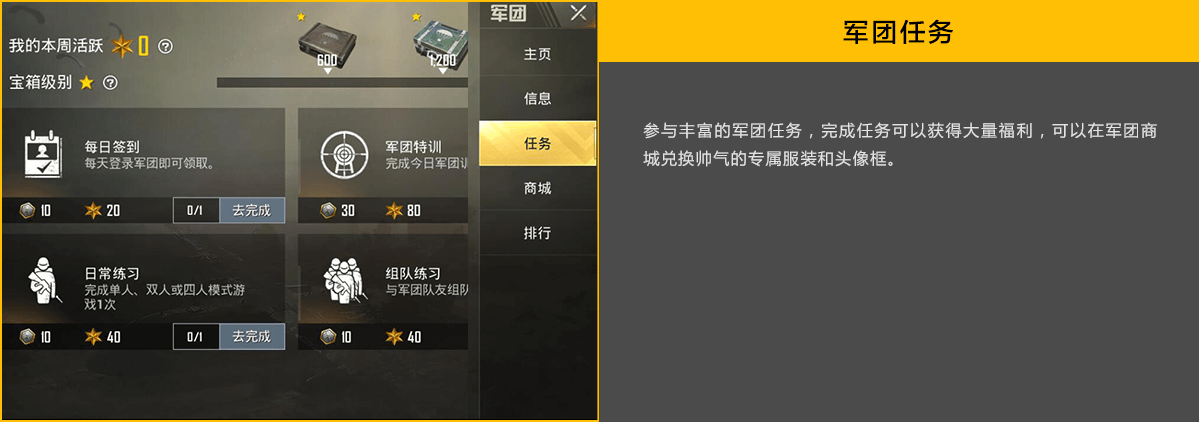 军团
我的本周活跃 0 ?
600
1,200
宝箱级别 ?
主页
信息
任务
商城
排行
每日签到
每天登录军团即可领取。
10 20 0/1 去完成
军团特训
完成今日军团
30 80
日常练习
完成单人、双人或四人模式游
戏1次
10 40 0/1 去完成
组队练习
与军团队友组队
10 40
军团任务
参与丰富的军团任务，完成任务可以获得大量福利，可以在军团商
城兑换帅气的专属服装和头像框。